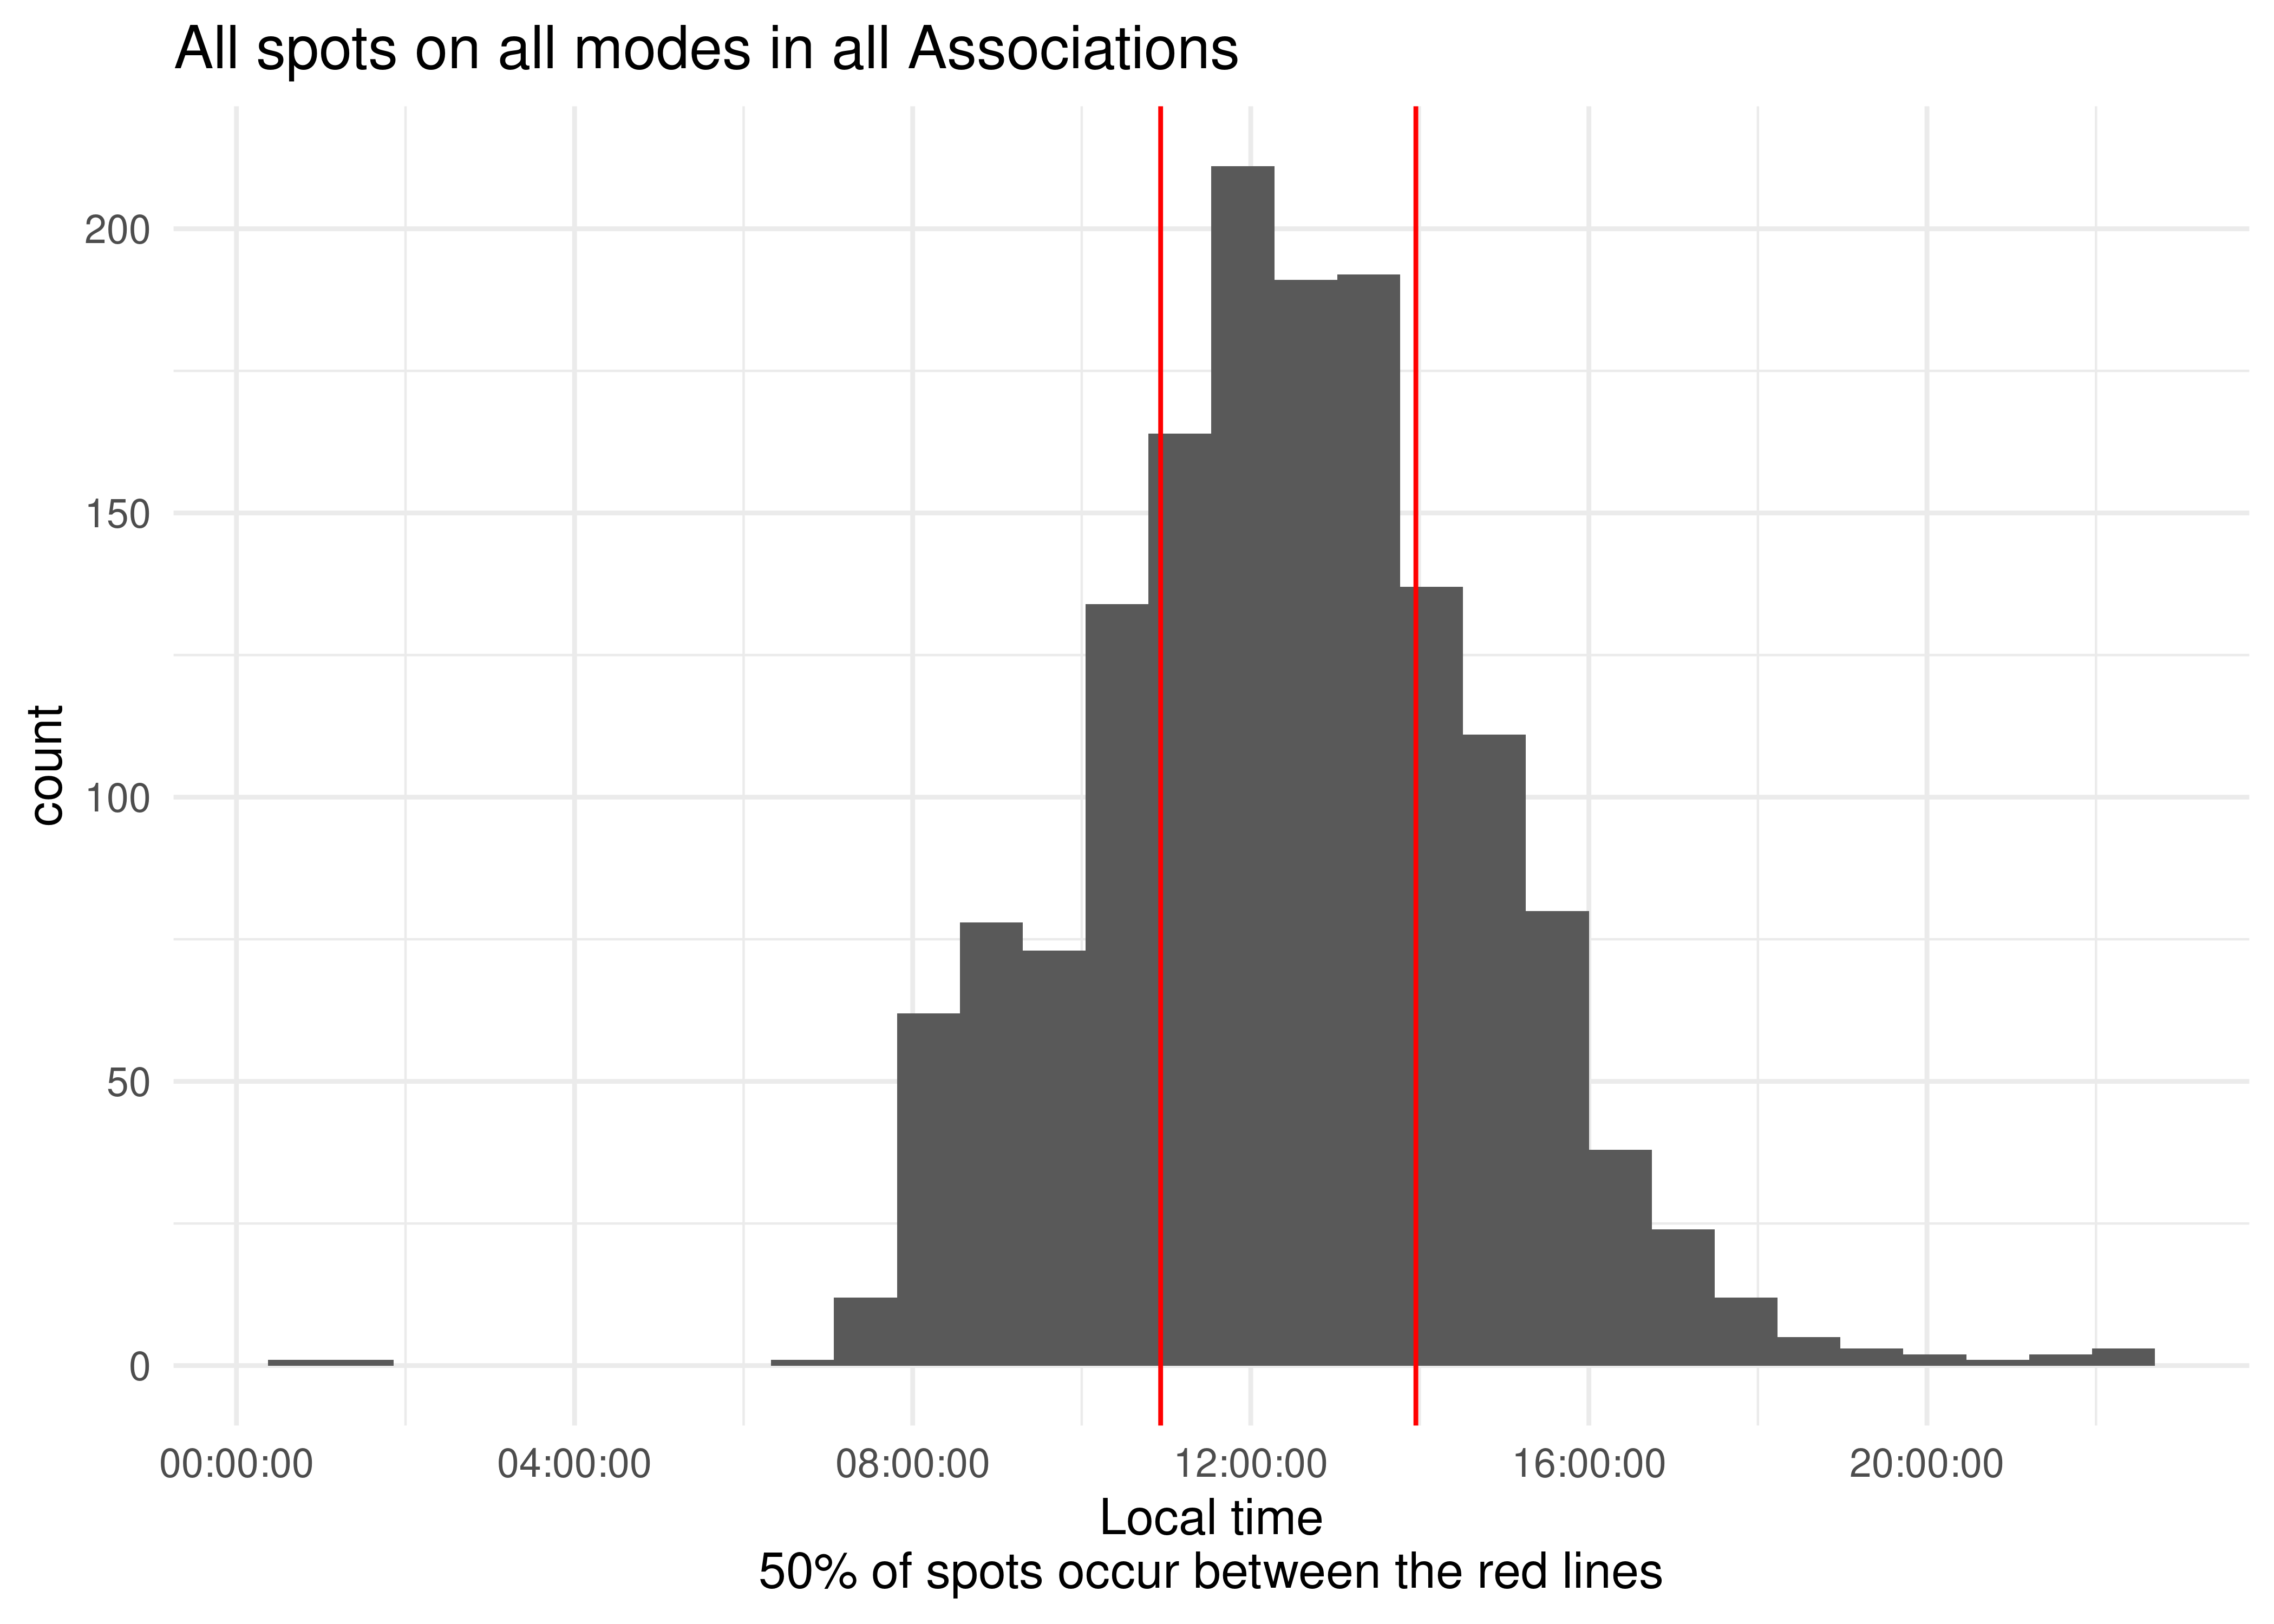 All spots on all modes in all Associations
count
200
150
100
50
0
00:00:00 04:00:00 08:00:00 12:00:00 16:00:00 20:00:00
Local time
50% of spots occur between the red lines